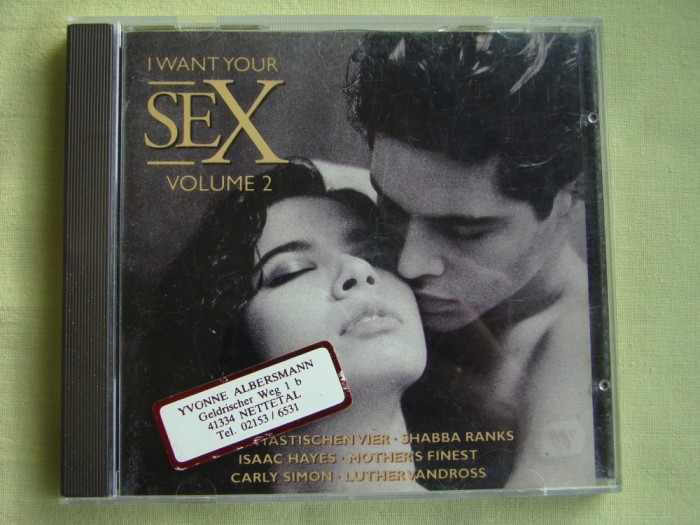 I WANT YOUR
SEX
VOLUME 2
YVONNE ALBERSMANN
Geldrischer Weg 1 b
41334 NETTETAL
Tel. 02153 / 6531
TASTISCHEN VIER · SHABBA RANKS
ISAAC HAYES · MOTHER'S FINEST
CARLY SIMON · LUTHER VANDROSS